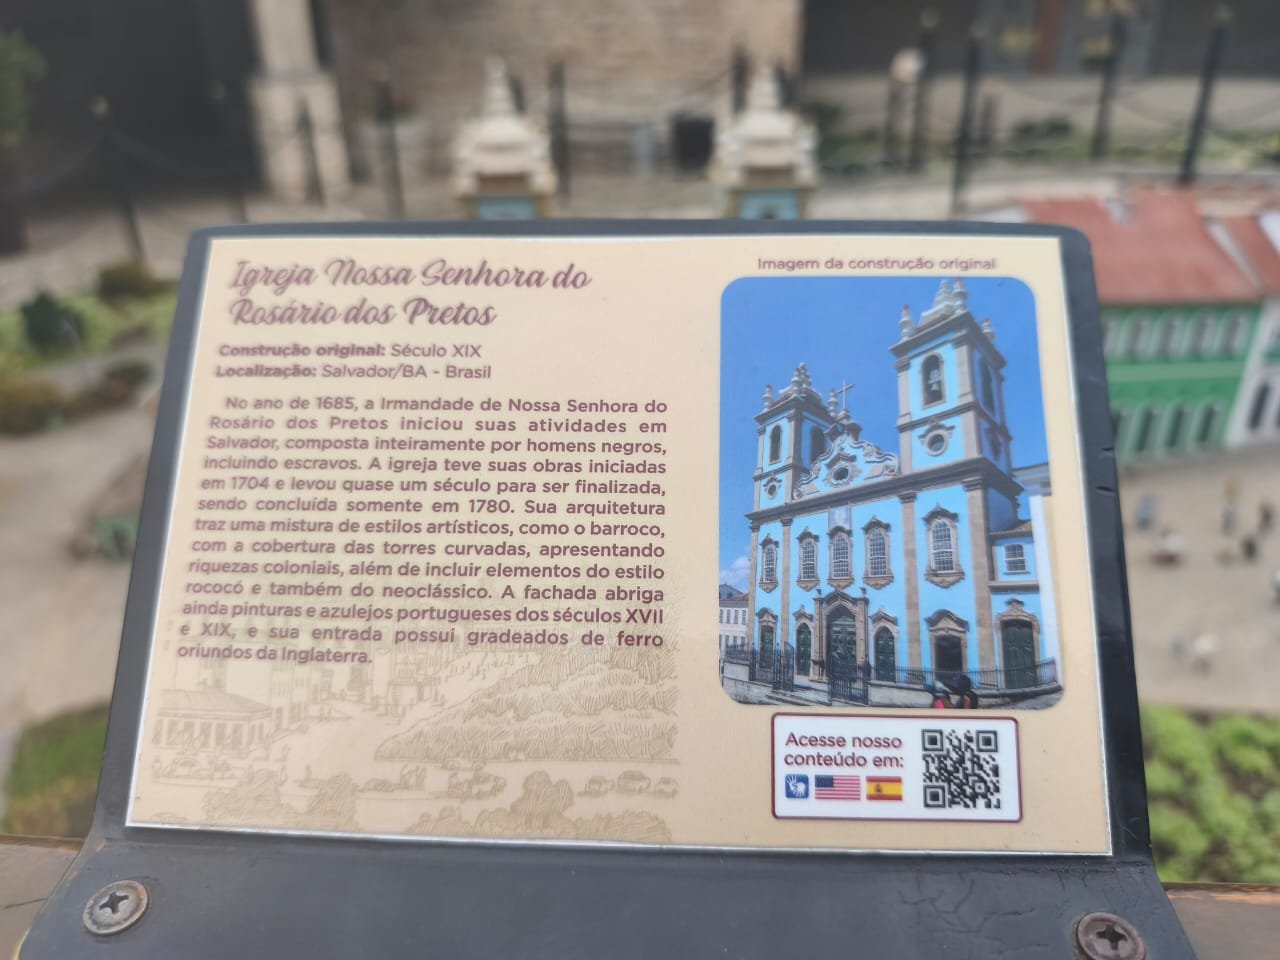 Igreja Nossa Senhora do
Rosário dos Pretos
Construção original: Século XIX
Localização: Salvador/BA - Brasil
No ano de 1685, a Irmandade de Nossa Senhora do
Rosário dos Pretos iniciou suas atividades em
Salvador, composta inteiramente por homens negros,
incluindo escravos. A igreja teve suas obras iniciadas
em 1704 e levou quase um século para ser finalizada,
sendo concluída somente em 1780. Sua arquitetura
traz uma mistura de estilos artísticos, como o barroco,
com a cobertura das torres curvadas, apresentando
riquezas coloniais, além de incluir elementos do estilo
rococó e também do neoclássico. A fachada abriga
ainda pinturas e azulejos portugueses dos séculos XVII
e XIX, e sua entrada possui gradeados de ferro
oriundos da Inglaterra.
Imagem da construção original
Acesse nosso
conteúdo em: